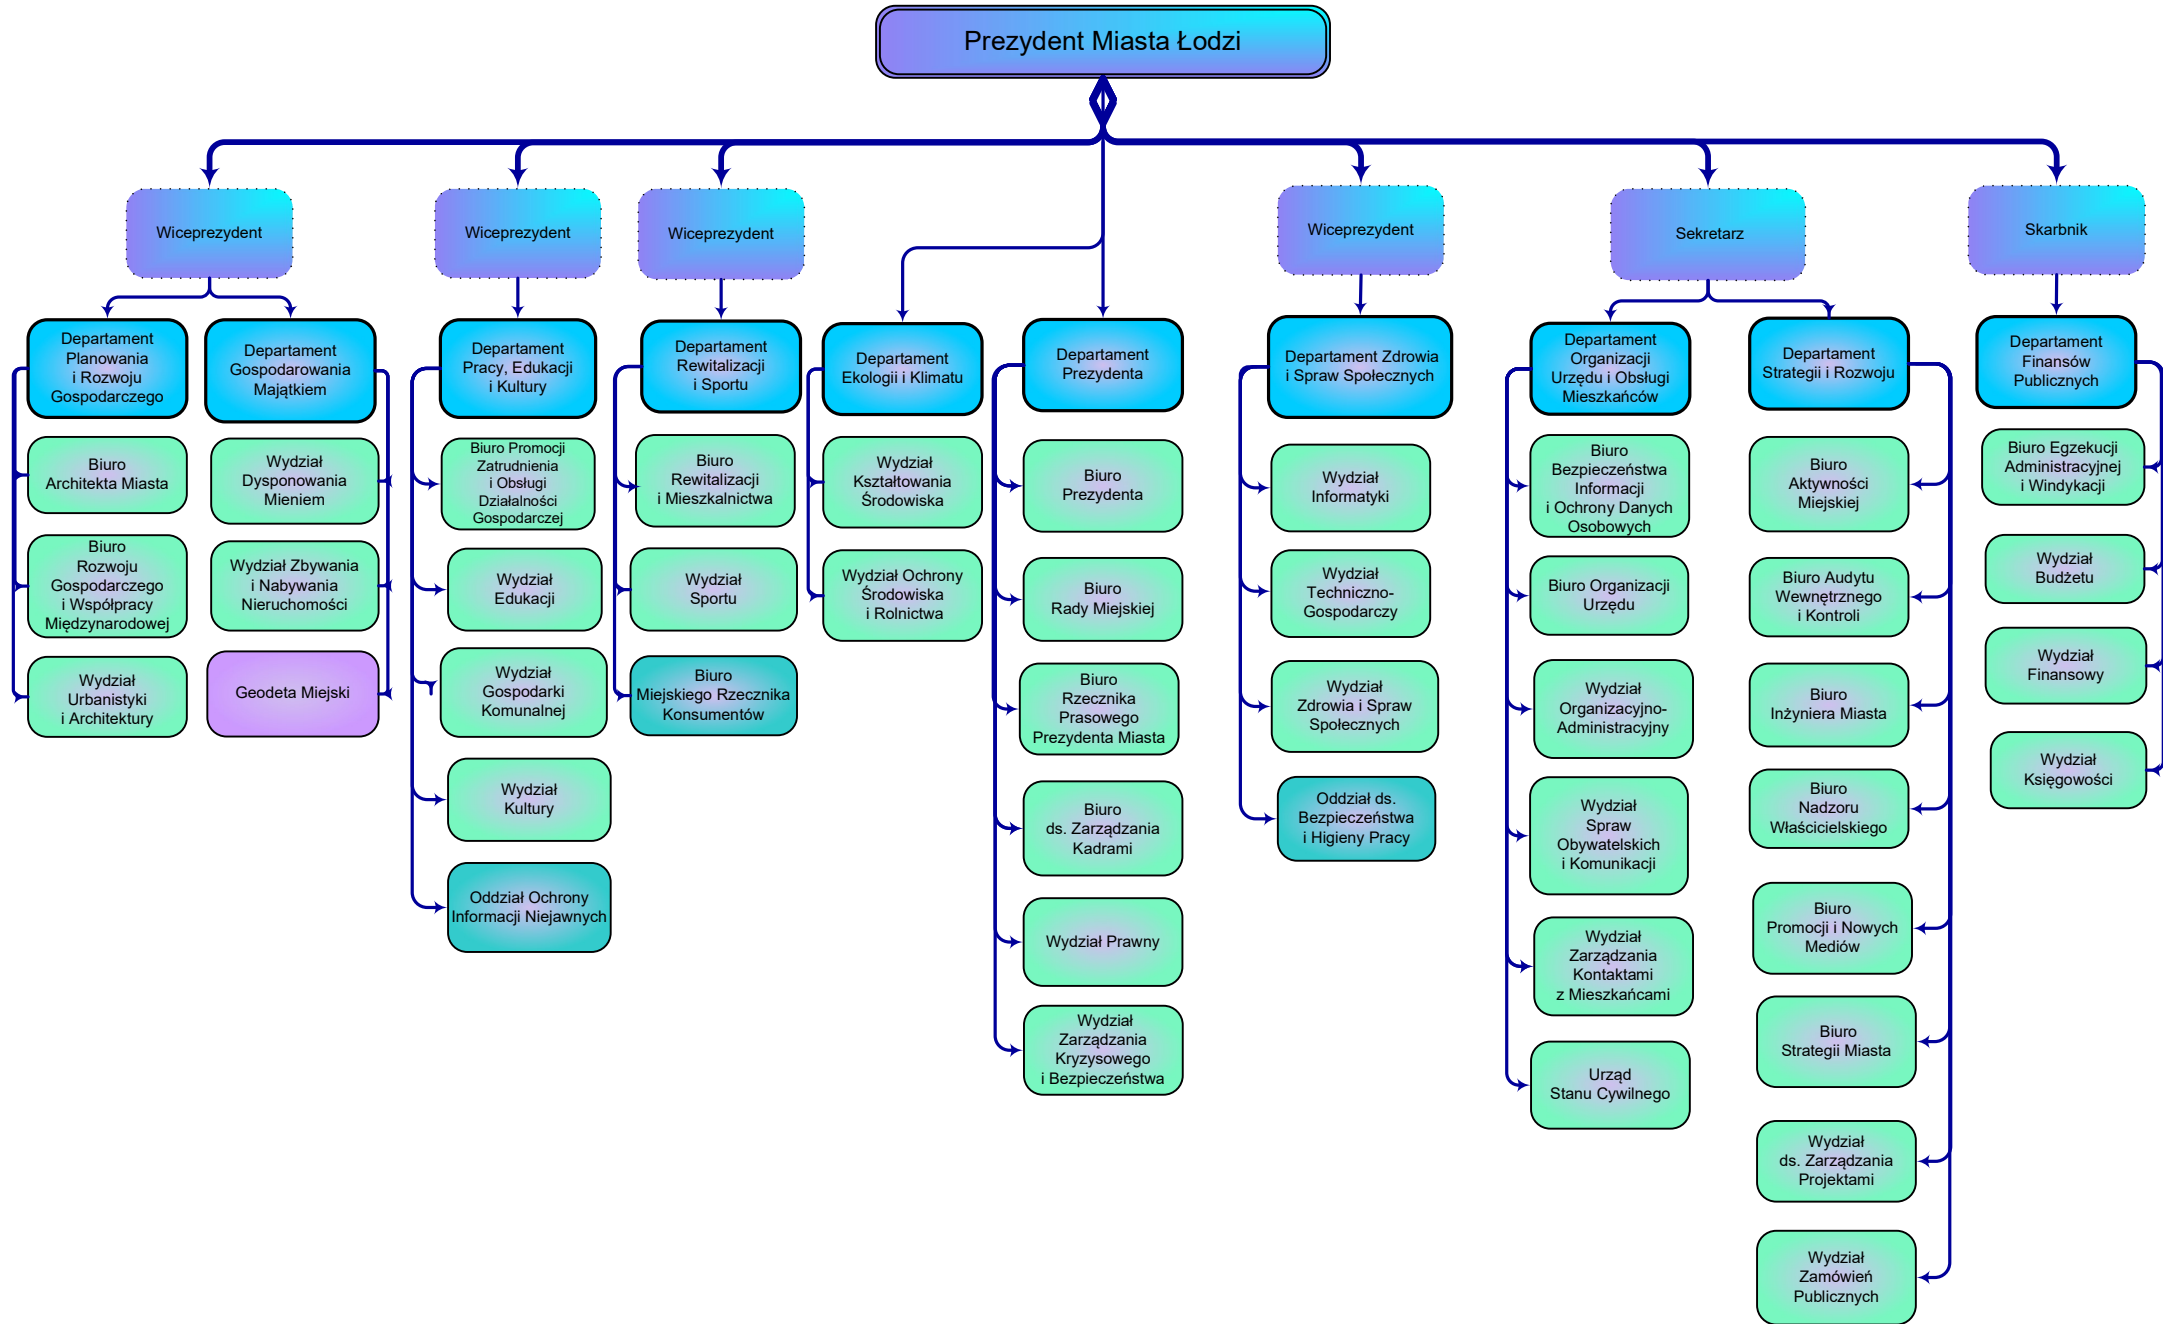 Prezydent Miasta Łodzi
Wiceprezydent
Wiceprezydent
Wiceprezydent
Wiceprezydent
Sekretarz
Skarbnik
Departament
Planowania
i Rozwoju
Gospodarczego
Biuro
Architekta Miasta
Biuro
Rozwoju
Gospodarczego
i Współpracy
Międzynarodowej
Wydział
Urbanistyki
i Architektury
Departament
Gospodarowania
Majątkiem
Wydział
Dysponowania
Mieniem
Wydział Zbywania
i Nabywania
Nieruchomości
Geodeta Miejski
Departament
Pracy, Edukacji
i Kultury
Biuro Promocji
Zatrudnienia
i Obsługi
Działalności
Gospodarczej
Wydział
Edukacji
Wydział
Gospodarki
Komunalnej
Wydział
Kultury
Oddział Ochrony
Informacji Niejawnych
Departament
Rewitalizacji
i Sportu
Biuro
Rewitalizacji
i Mieszkalnictwa
Wydział
Sportu
Biuro
Miejskiego Rzecznika
Konsumentów
Departament
Ekologii i Klimatu
Wydział
Kształtowania
Środowiska
Wydział Ochrony
Środowiska
i Rolnictwa
Departament
Prezydenta
Biuro
Prezydenta
Biuro
Rady Miejskiej
Biuro
Rzecznika
Prasowego
Prezydenta Miasta
Biuro
ds. Zarządzania
Kadrami
Wydział Prawny
Wydział
Zarządzania
Kryzysowego
i Bezpieczeństwa
Departament Zdrowia
i Spraw Społecznych
Wydział
Informatyki
Wydział
Techniczno-
Gospodarczy
Wydział
Zdrowia i Spraw
Społecznych
Oddział ds.
Bezpieczeństwa
i Higieny Pracy
Departament
Organizacji
Urzędu i Obsługi
Mieszkańców
Biuro
Bezpieczeństwa
Informacji
i Ochrony Danych
Osobowych
Biuro Organizacji
Urzędu
Wydział
Organizacyjno-
Administracyjny
Wydział
Spraw
Obywatelskich
i Komunikacji
Wydział
Zarządzania
Kontaktami
z Mieszkańcami
Urząd
Stanu Cywilnego
Departament
Strategii i Rozwoju
Biuro
Aktywności
Miejskiej
Biuro Audytu
Wewnętrznego
i Kontroli
Biuro
Inżyniera Miasta
Biuro
Nadzoru
Właścicielskiego
Biuro
Promocji i Nowych
Mediów
Biuro
Strategii Miasta
Wydział
ds. Zarządzania
Projektami
Wydział
Zamówień
Publicznych
Departament
Finansów
Publicznych
Biuro Egzekucji
Administracyjnej
i Windykacji
Wydział
Budżetu
Wydział
Finansowy
Wydział
Księgowości